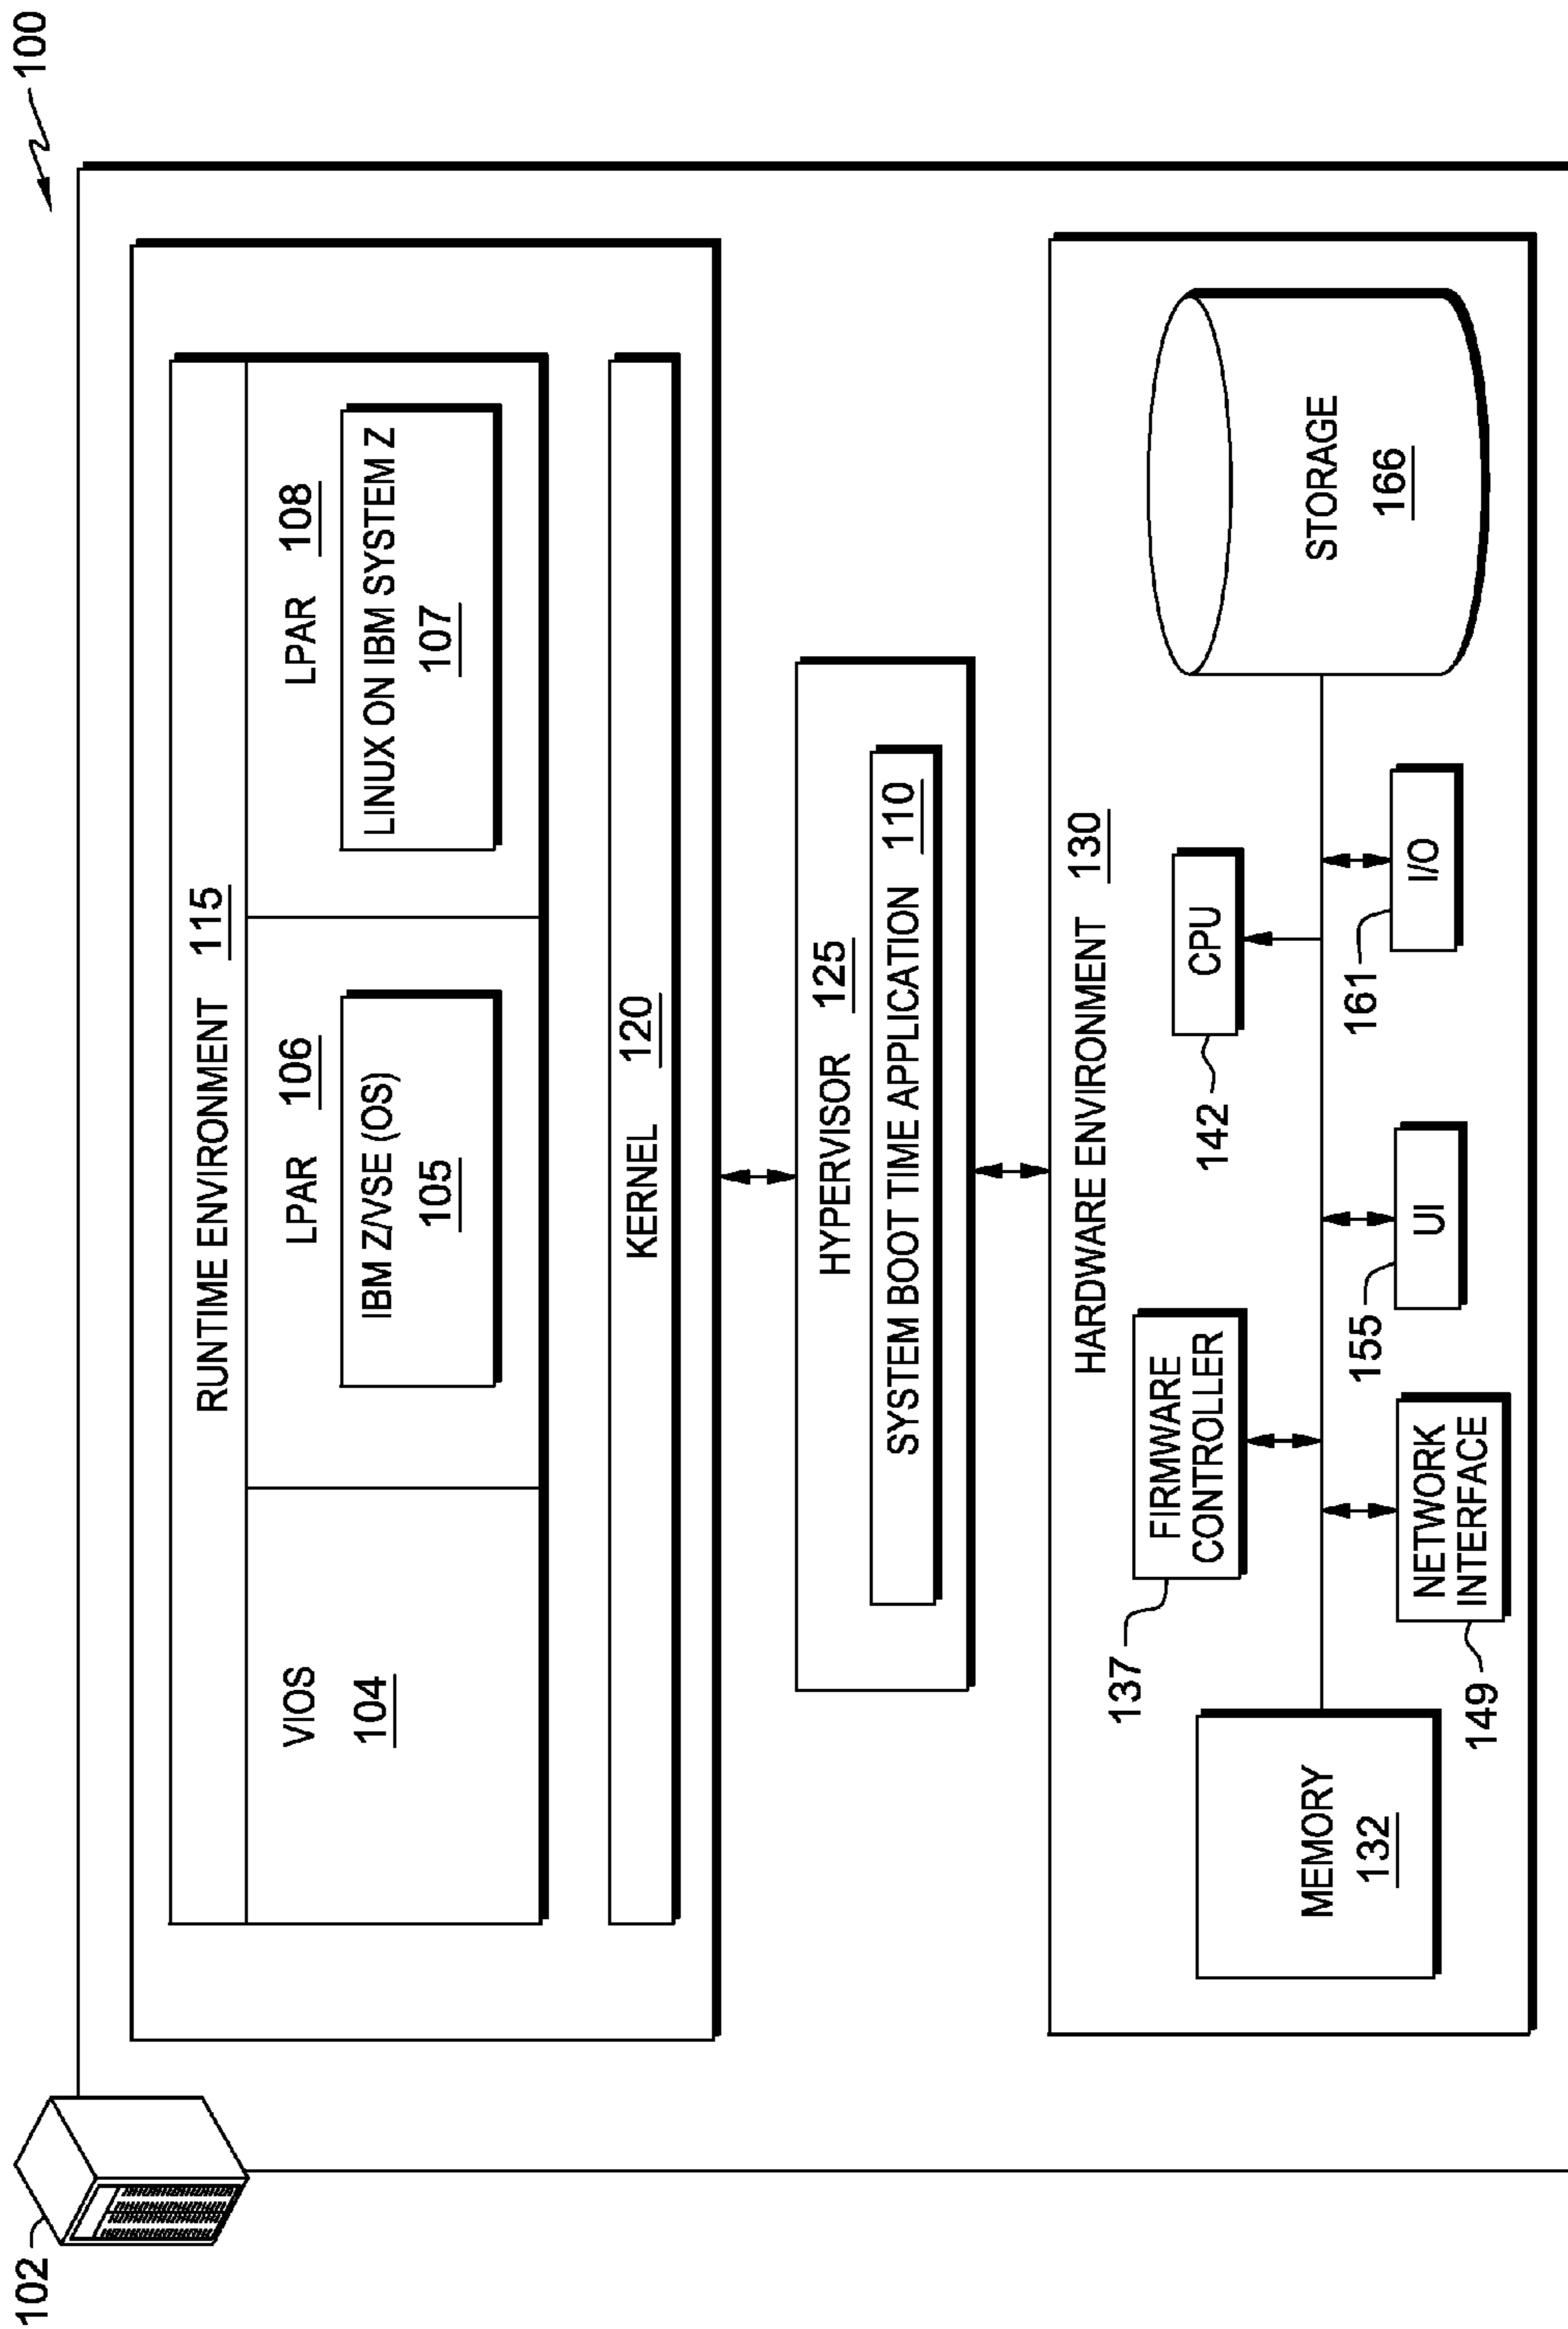 100
102
RUNTIME ENVIRONMENT 115
VIOS
104
LPAR 106
IBM Z/VSE (OS)
105
LPAR 108
LINUX ON IBM SYSTEM Z
107
KERNEL 120
HYPERVISOR 125
SYSTEM BOOT TIME APPLICATION 110
HARDWARE ENVIRONMENT 130
MEMORY
132
137
FIRMWARE
CONTROLLER
142
CPU
STORAGE
166
149
NETWORK
INTERFACE
155
UI
161
I/O